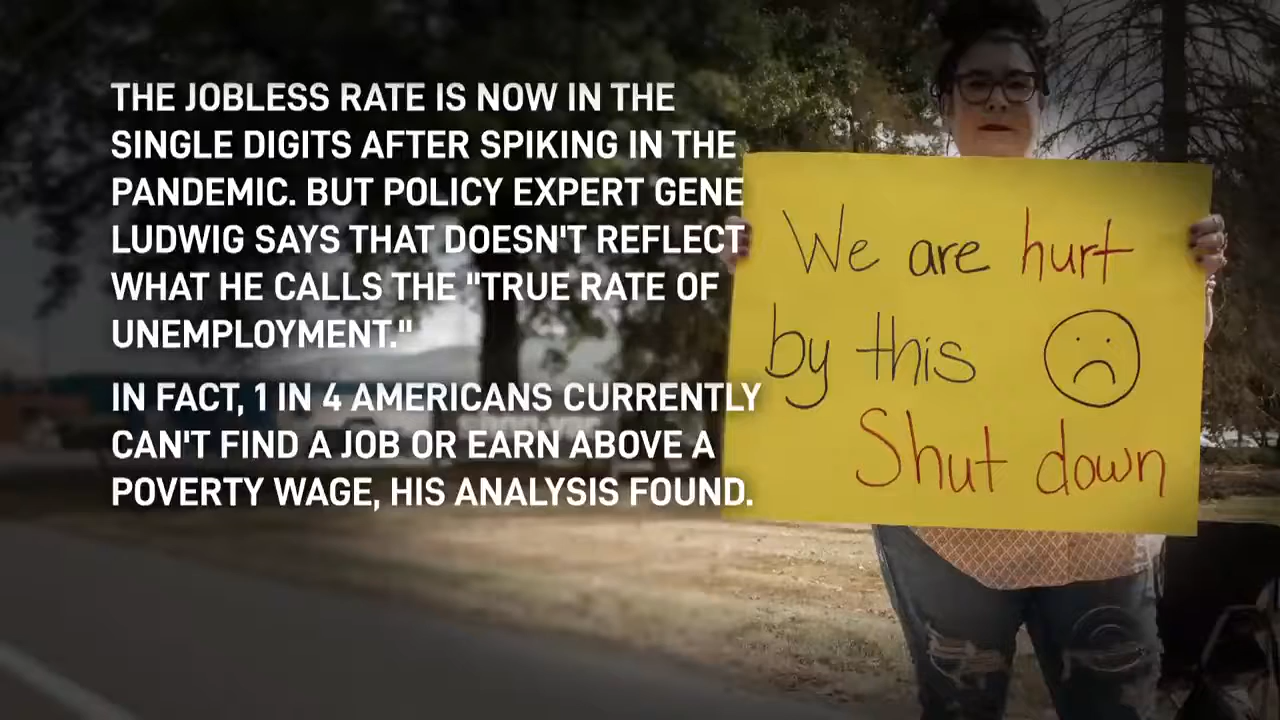 THE JOBLESS RATE IS NOW IN THE
SINGLE DIGITS AFTER SPIKING IN THE
PANDEMIC. BUT POLICY EXPERT GENE
LUDWIG SAYS THAT DOESN'T REFLECT
WHAT HE CALLS THE "TRUE RATE OF
UNEMPLOYMENT."
IN FACT, 1 IN 4 AMERICANS CURRENTLY
CAN'T FIND A JOB OR EARN ABOVE A
POVERTY WAGE, HIS ANALYSIS FOUND.
We are hurt
by this
Shut down